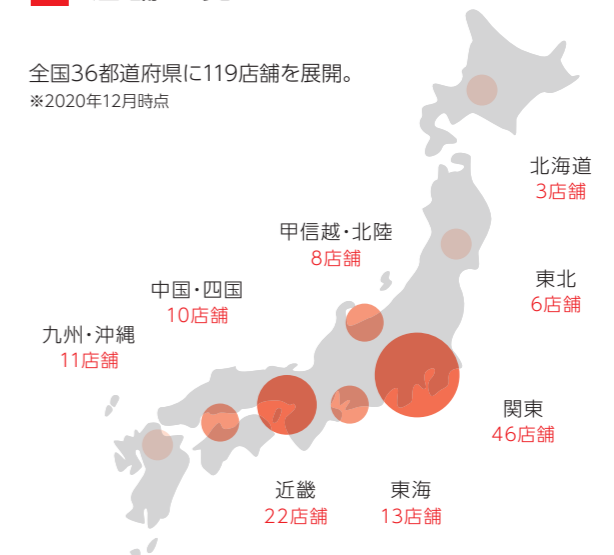 全国36都道府県に119店舗を展開。
※2020年12月時点
北海道
3店舗
甲信越・北陸
8店舗
東北
6店舗
中国・四国
10店舗
九州・沖縄
11店舗
関東
46店舗
近畿
22店舗
東海
13店舗